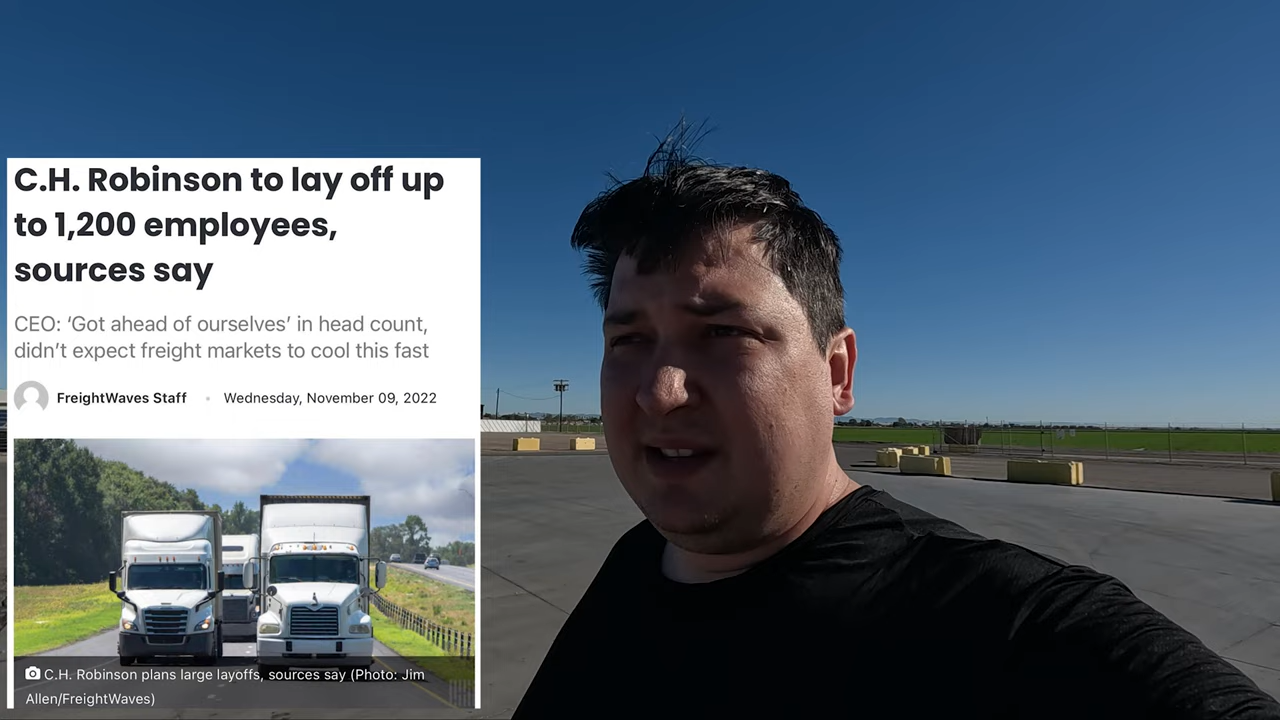 C.H. Robinson to lay off up
to 1,200 employees,
sources say
CEO: ‘Got ahead of ourselves’ in head count,
didn’t expect freight markets to cool this fast
FreightWaves Staff • Wednesday, November 09, 2022
C.H. Robinson plans large layoffs, sources say (Photo: Jim
Allen/FreightWaves)